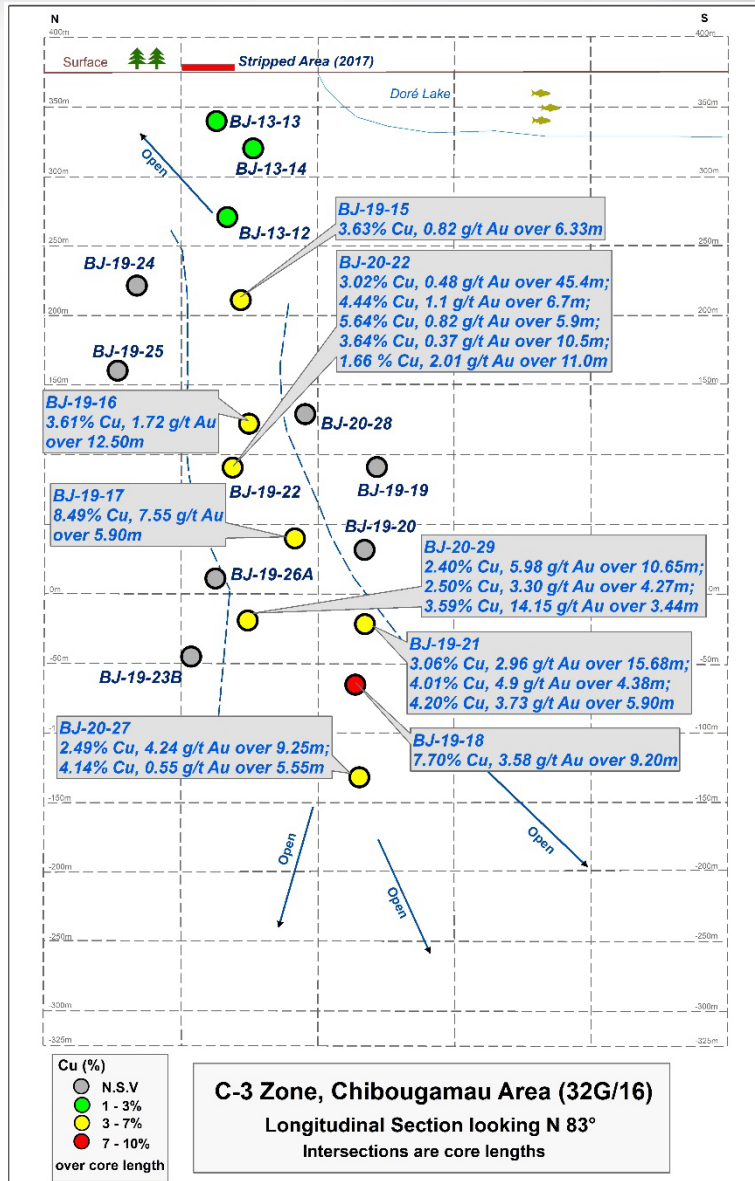 N
S
400m
400m
Surface
Stripped Area (2017)
Doré Lake
350m
350m
BJ-13-13
BJ-13-14
Open
300m
300m
BJ-13-12
BJ-19-15
3.63% Cu, 0.82 g/t Au over 6.33m
250m
250m
BJ-19-24
BJ-20-22
3.02% Cu, 0.48 g/t Au over 45.4m
4.44% Cu, 1.1 g/t Au over 6.7m;
5.64% Cu, 0.82 g/t Au over 5.9m;
3.64% Cu, 0.37 g/t Au over 10.5m;
1.66 % Cu, 2.01 g/t Au over 11.0m
200m
200m
BJ-19-25
150m
150m
BJ-19-16
3.61% Cu, 1.72 g/t Au
over 12.50m
BJ-20-28
BJ-19-22
BJ-19-19
BJ-19-17
8.49% Cu, 7.55 g/t Au
over 5.90m
BJ-19-20
50m
BJ-20-29
2.40% Cu, 5.98 g/t Au over 10.65m;
2.50% Cu, 3.30 g/t Au over 4.27m;
3.59% Cu, 14.15 g/t Au over 3.44m
BJ-19-26A
0m
0m
BJ-19-21
3.06% Cu, 2.96 g/t Au over 15.68m;
4.01% Cu, 4.9 g/t Au over 4.38m;
4.20% Cu, 3.73 g/t Au over 5.90m
-50m
-50m
BJ-19-23B
BJ-20-27
2.49% Cu, 4.24 g/t Au over 9.25m;
4.14% Cu, 0.55 g/t Au over 5.55m
BJ-19-18
7.70% Cu, 3.58 g/t Au over 9.20m
-100m
-150m
-150m
Open
Open
Open
-200m
-200m
-250m
-250m
-300m
-300m
-325m
-325m
Cu (%)
N.S.V
1 - 3%
3 - 7%
7 - 10%
over core length
C-3 Zone, Chibougamau Area (32G/16)
Longitudinal Section looking N 83°
Intersections are core lengths